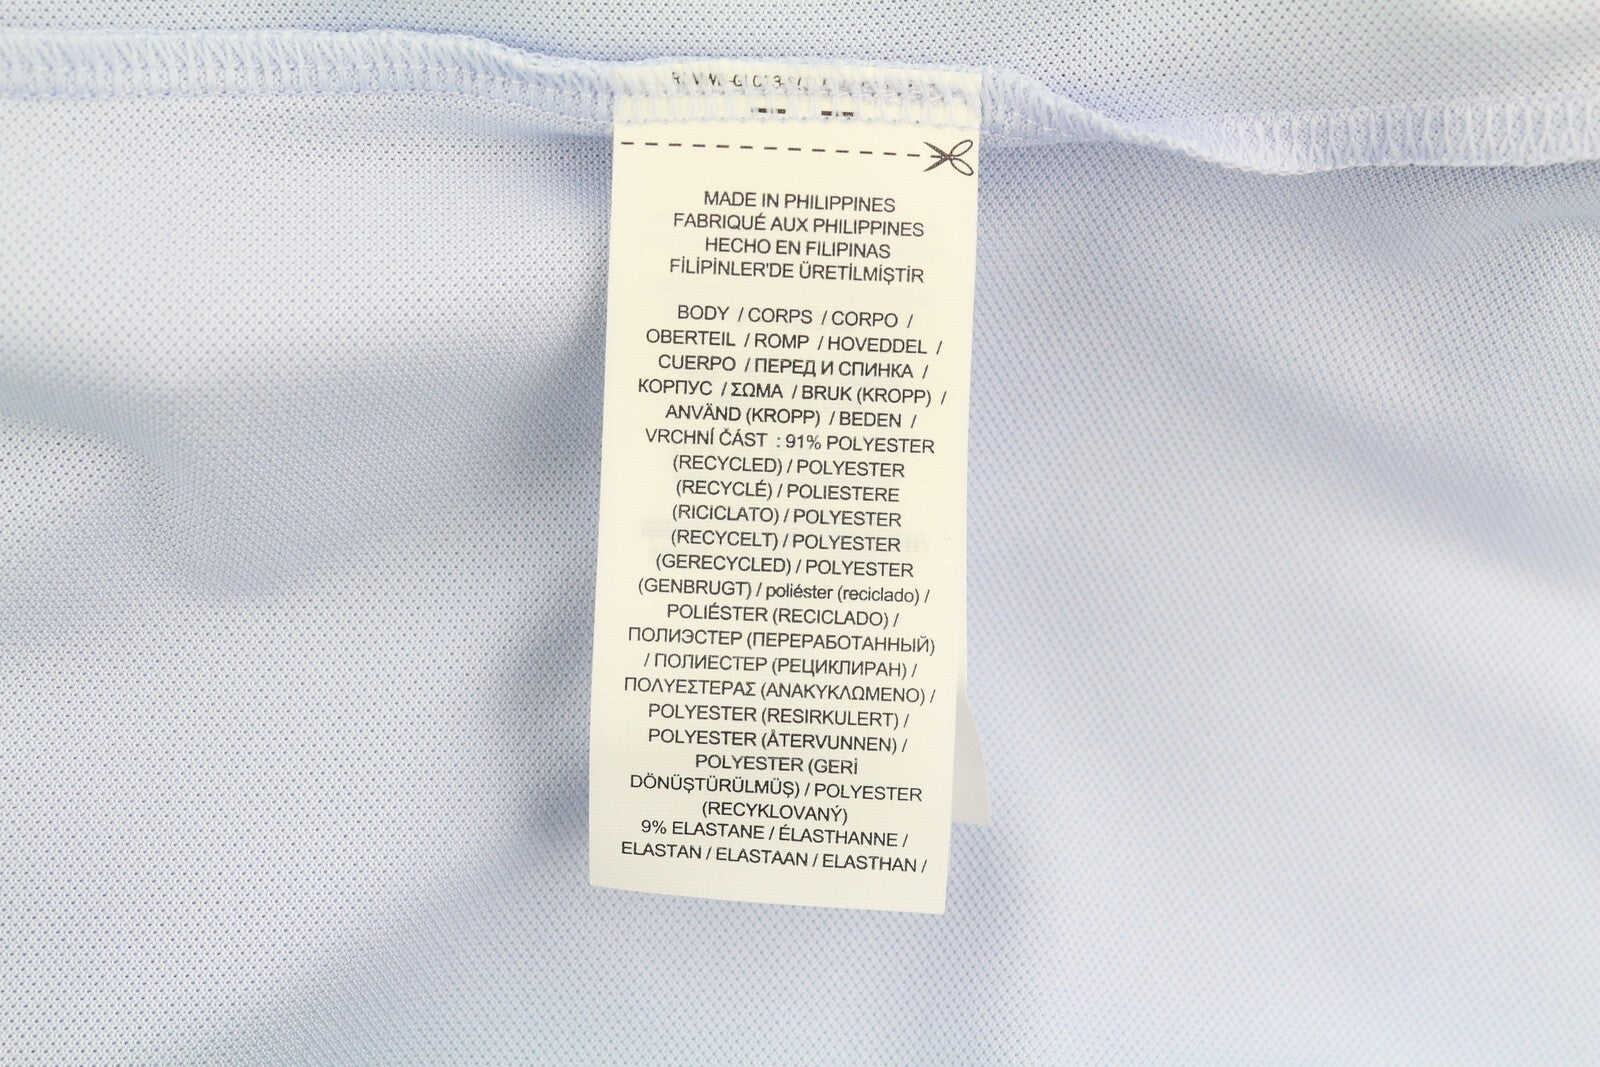 MADE IN PHILIPPINES
FABRIQUÉ AUX PHILIPPINES
HECHO EN FILIPINAS
FİLİPİNLER'DE ÜRETİLMİŞTİR
BODY / CORPS / CORPO /
OBERTEIL / ROMP / HOVEDDEL /
CUERPO / ПЕРЕД И СПИНКА /
КОРПУС / ΣΩΜΑ / BRUK (KROPP) /
ANVÄND (KROPP) / BEDEN /
VRCHNÍ ČÁST : 91% POLYESTER
(RECYCLED) / POLYESTER
(RECYCLÉ) / POLIESTERE
(RICICLATO) / POLYESTER
(RECYCELT) / POLYESTER
(GERECYCLED) / POLYESTER
(GENBRUGT) / poliéster (reciclado) /
POLIÉSTER (RECICLADO) /
ПОЛИЭСТЕР (ПЕРЕРАБОТАННЫЙ)
/ ПОЛИЕСТЕР (РЕЦИКЛИРАН) /
ΠΟΛΥΕΣΤΕΡΑΣ (ΑΝΑΚΥΚΛΩΜΕΝΟ) /
POLYESTER (RESIRKULERT) /
POLYESTER (ÅTERVUNNEN) /
POLYESTER (GERİ
DÖNÜŞTÜRÜLMÜŞ) / POLYESTER
(RECYKLOVANÝ)
9% ELASTANE / ÉLASTHANNE /
ELASTAN / ELASTAAN / ELASTHAN /